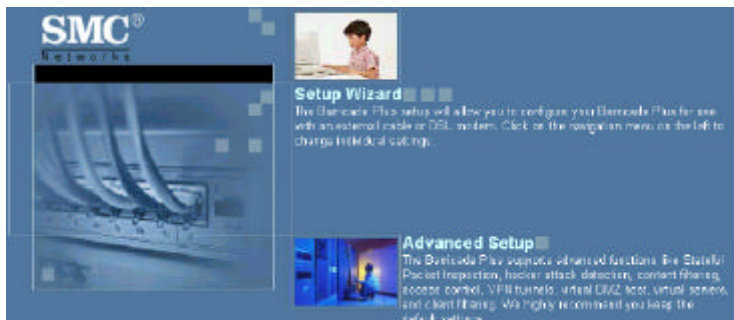 SMC®
Networks
Setup Wizard
The Barricade Plus setup will allow you to configure your Barricade Plus for use
with an external cable or DSL modem. Click on the navigation menu on the left to
change individual settings.
Advanced Setup
The Barricade Plus supports advanced functions like Stateful
Packet Inspection, hacker attack detection, content filtering,
access control, VPN tunnels, virtual DMZ host, virtual servers,
and client filtering. We highly recommend you keep the
default settings.